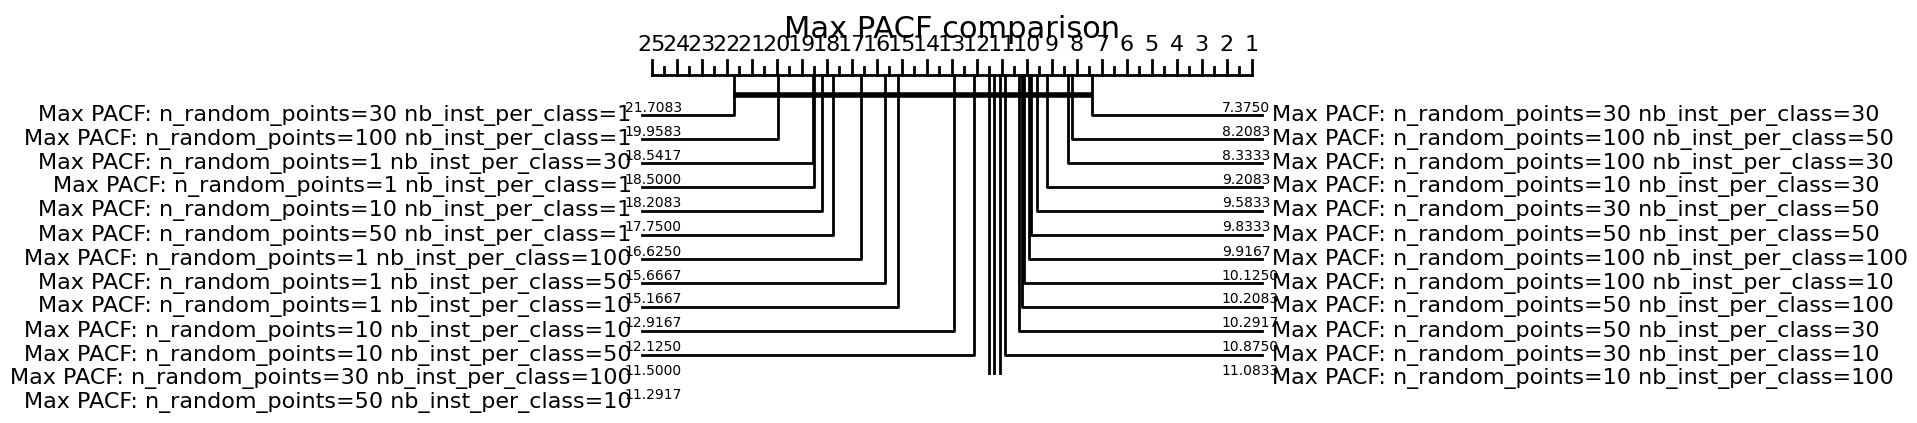 Max PACF comparison
25 24 23 22 21 20 19 18 17 16 15 14 13 12 11 10 9 8 7 6 5 4 3 2 1
Max PACF: n_random_points=30 nb_inst_per_class=1 21.7083 7.3750 Max PACF: n_random_points=30 nb_inst_per_class=30
Max PACF: n_random_points=100 nb_inst_per_class=1 19.9583 8.2083 Max PACF: n_random_points=100 nb_inst_per_class=50
Max PACF: n_random_points=1 nb_inst_per_class=30 18.5417 8.3333 Max PACF: n_random_points=100 nb_inst_per_class=30
Max PACF: n_random_points=1 nb_inst_per_class=1 18.5000 9.2083 Max PACF: n_random_points=10 nb_inst_per_class=30
Max PACF: n_random_points=10 nb_inst_per_class=1 18.2083 9.5833 Max PACF: n_random_points=30 nb_inst_per_class=50
Max PACF: n_random_points=50 nb_inst_per_class=1 17.7500 9.8333 Max PACF: n_random_points=50 nb_inst_per_class=50
Max PACF: n_random_points=1 nb_inst_per_class=100 16.6250 9.9167 Max PACF: n_random_points=100 nb_inst_per_class=100
Max PACF: n_random_points=1 nb_inst_per_class=50 15.6667 10.1250 Max PACF: n_random_points=100 nb_inst_per_class=10
Max PACF: n_random_points=1 nb_inst_per_class=10 15.1667 10.2083 Max PACF: n_random_points=50 nb_inst_per_class=100
Max PACF: n_random_points=10 nb_inst_per_class=10 12.9167 10.2917 Max PACF: n_random_points=50 nb_inst_per_class=30
Max PACF: n_random_points=10 nb_inst_per_class=50 12.1250 10.8750 Max PACF: n_random_points=30 nb_inst_per_class=10
Max PACF: n_random_points=30 nb_inst_per_class=100 11.5000 11.0833 Max PACF: n_random_points=10 nb_inst_per_class=100
Max PACF: n_random_points=50 nb_inst_per_class=10 11.2917